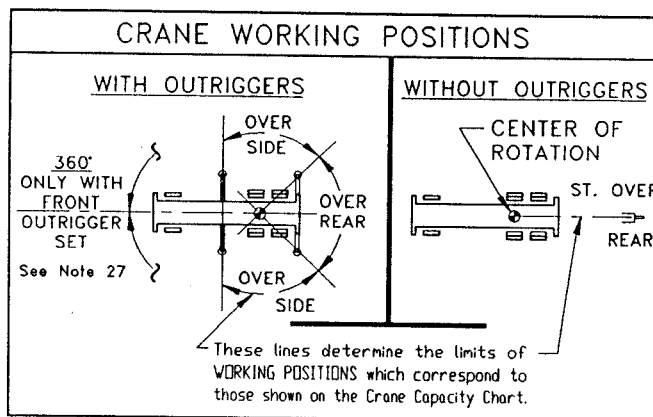 CRANE WORKING POSITIONS
WITH OUTRIGGERS
OVER
SIDE
360°
ONLY WITH
FRONT
OUTRIGGER
SET
See Note 27
OVER
REAR
OVER
SIDE
WITHOUT OUTRIGGERS
CENTER OF
ROTATION
ST. OVER
REAR
These lines determine the limits of
WORKING POSITIONS which correspond to
those shown on the Crane Capacity Chart.